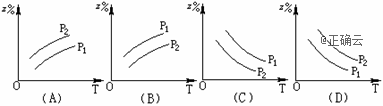 z% z% z% z%
P₂ P₁ P₁ P₂ P₁ P₂ P₂ P₁
@正确云
O T O T O T O T
(A) (B) (C) (D)